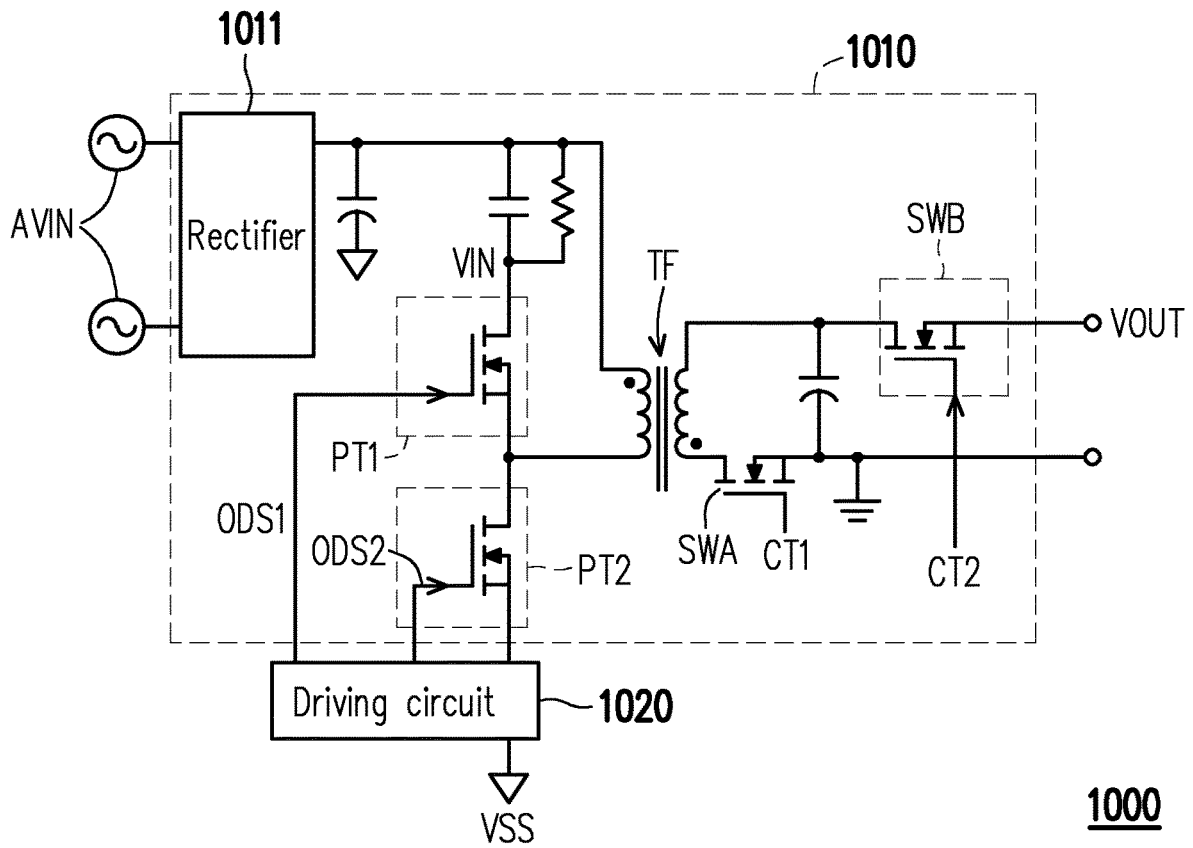 1011
1010
AVIN
Rectifier
VIN
TF
SWB
VOUT
PT1
ODS1
ODS2
PT2
SWA
CT1
CT2
Driving circuit
1020
VSS
1000